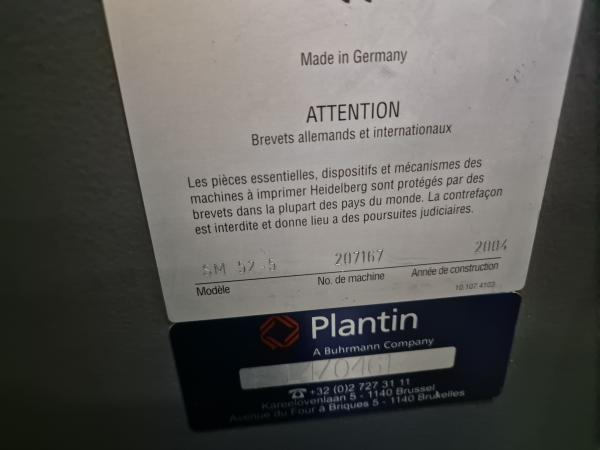 Made in Germany
ATTENTION
Brevets allemands et internationaux
Les pièces essentielles, dispositifs et mécanismes des
machines à imprimer Heidelberg sont protégés par des
brevets dans la plupart des pays du monde. La contrefaçon
est interdite et donne lieu a des poursuites judiciaires.
SM 52-5 207167 2004
Modèle No. de machine Année de construction
10.107.4103
Plantin
A Buhrmann Company
☎ +32 (0)2 727 31 11
Kareelovenlaan 5 - 1140 Brussel
Avenue du Four à Briques 5 - 1140 Bruxelles